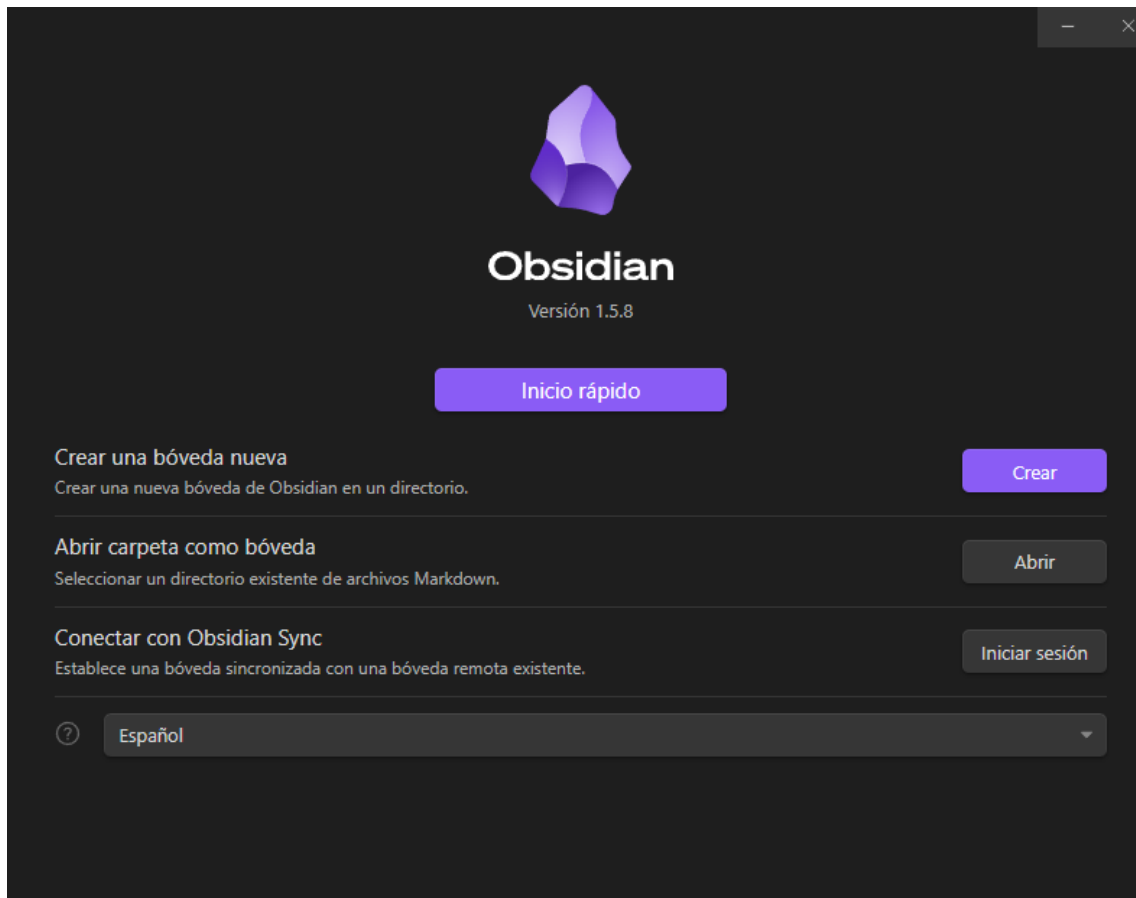 Obsidian
Versión 1.5.8
Inicio rápido
Crear una bóveda nueva
Crear una nueva bóveda de Obsidian en un directorio.
Crear
Abrir carpeta como bóveda
Seleccionar un directorio existente de archivos Markdown.
Abrir
Conectar con Obsidian Sync
Establece una bóveda sincronizada con una bóveda remota existente.
Iniciar sesión
?
Español